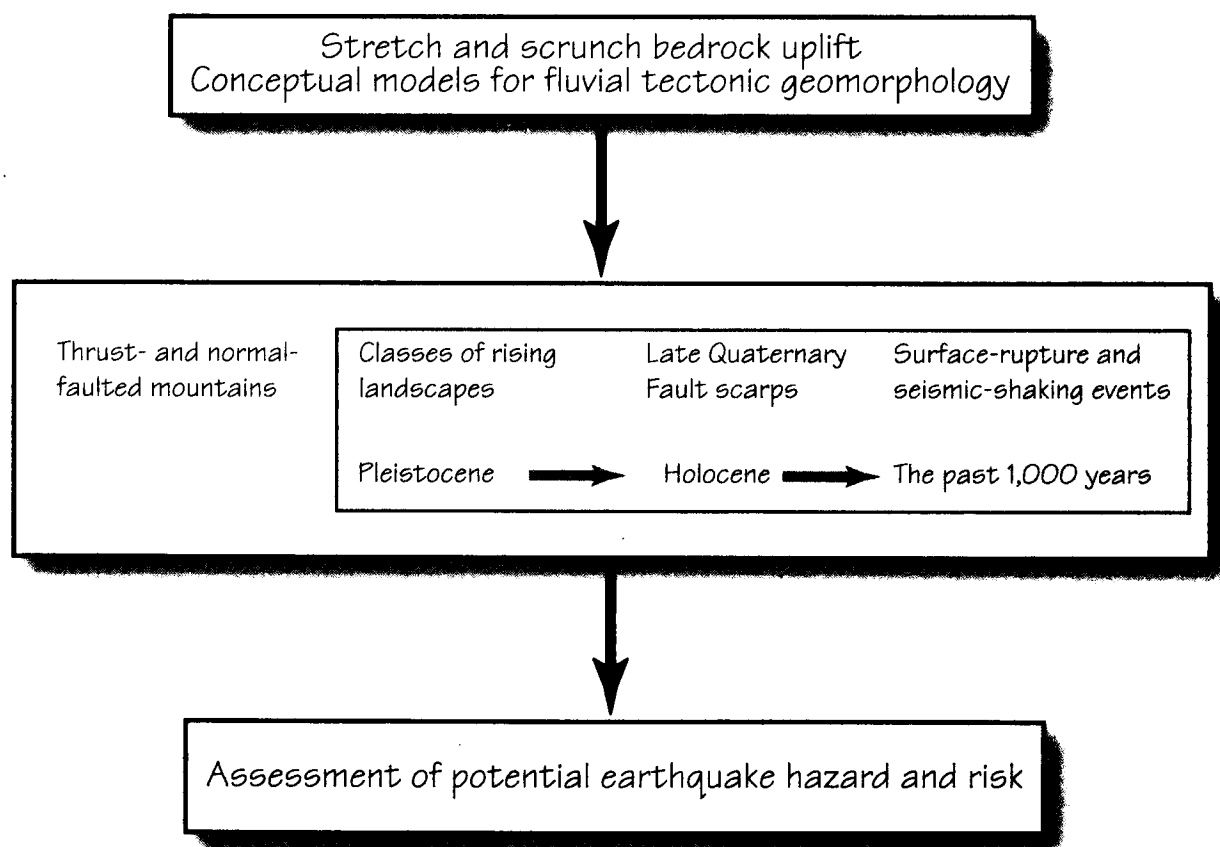 Stretch and scrunch bedrock uplift
Conceptual models for fluvial tectonic geomorphology
Thrust- and normal-
faulted mountains
Classes of rising
landscapes
Late Quaternary
Fault scarps
Surface-rupture and
seismic-shaking events
Pleistocene
Holocene
The past 1,000 years
Assessment of potential earthquake hazard and risk